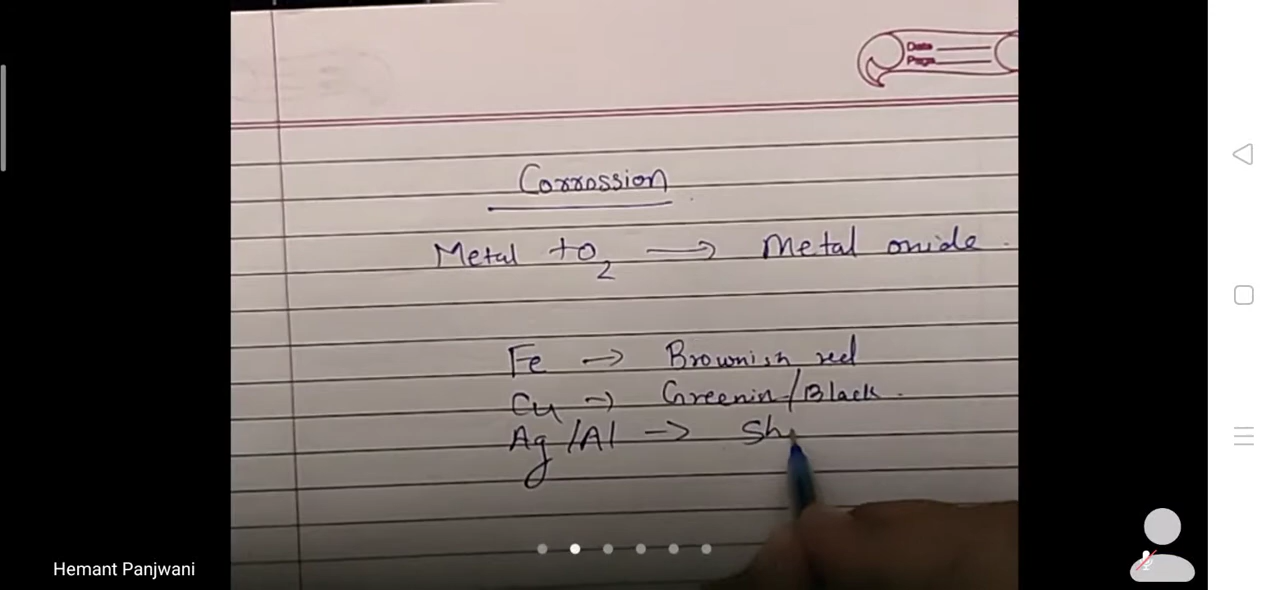 Date
Page
Corrossion
Metal + O2 → Metal oxide.
Fe → Brownish red
Cu → Greenin/Black.
Ag/Al → Sh
Hemant Panjwani